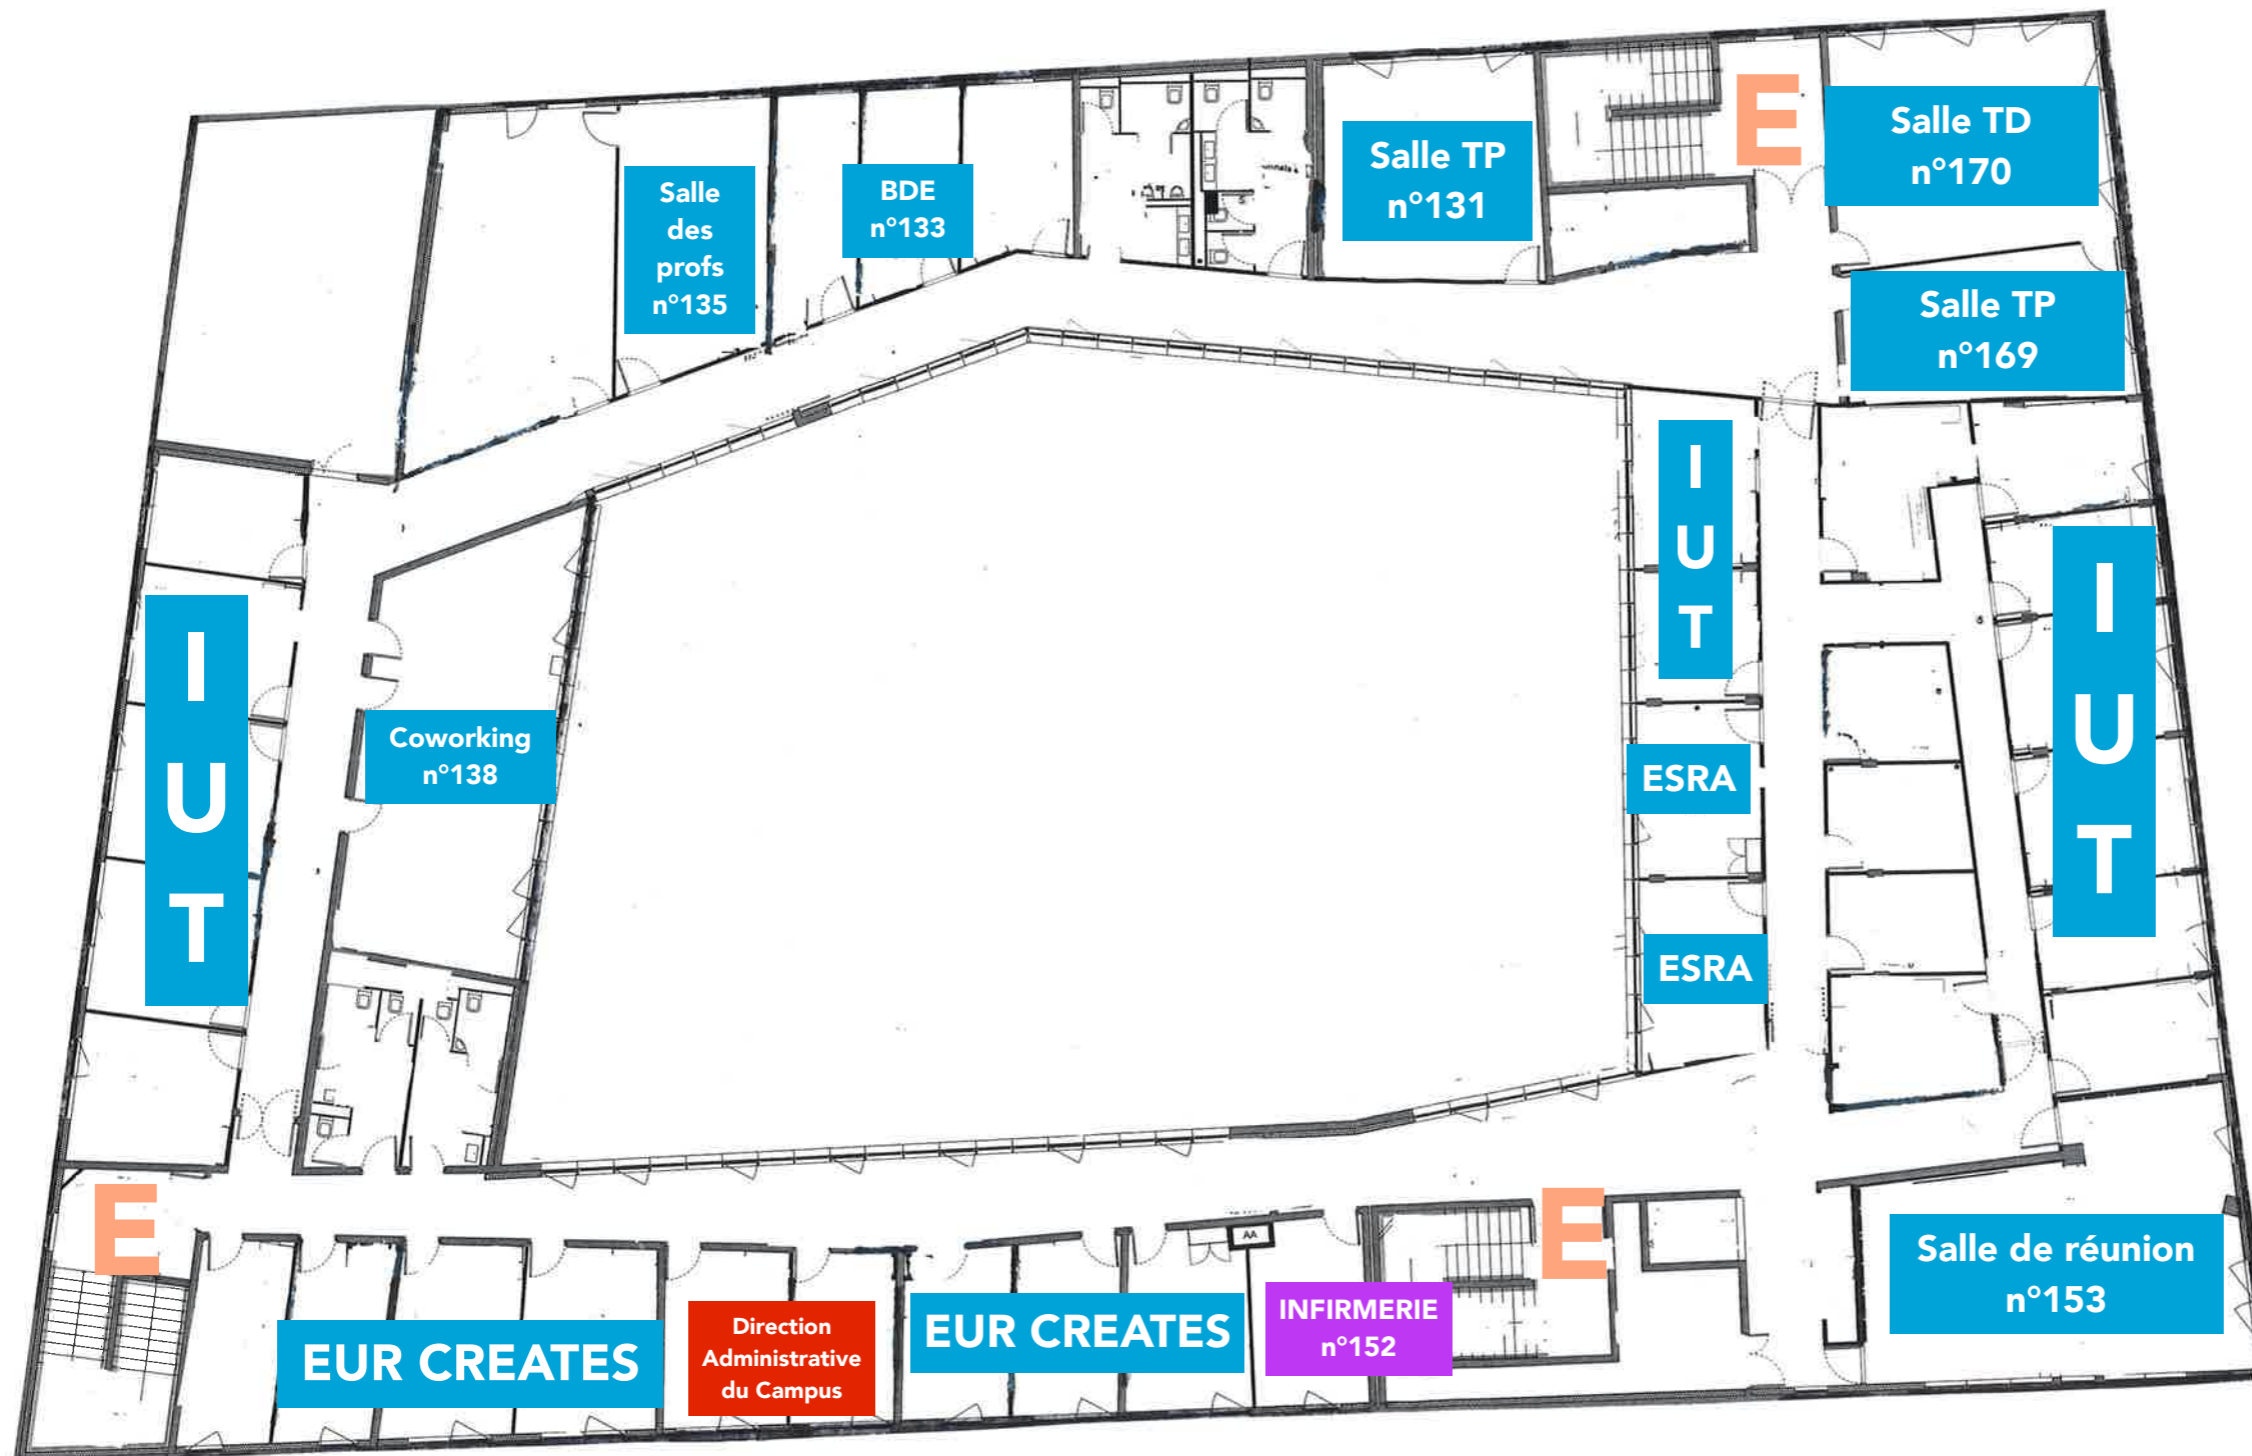 E
Salle TD
n°170
Salle TP
n°131
Salle
des
profs
n°135
BDE
n°133
Salle TP
n°169
I
U
T
I
U
T
I
U
T
Coworking
n°138
ESRA
ESRA
E
E
AA
Salle de réunion
n°153
EUR CREATES
Direction
Administrative
du Campus
EUR CREATES
INFIRMERIE
n°152